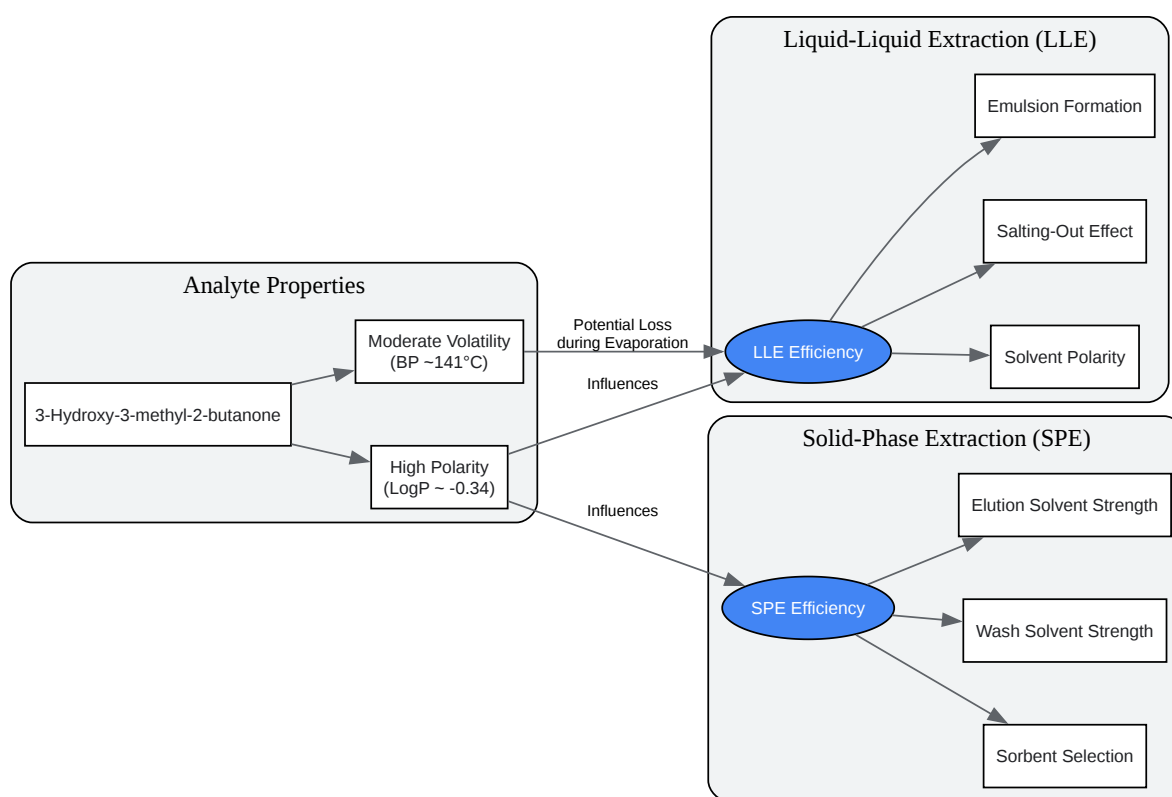 Liquid-Liquid Extraction (LLE)
Emulsion Formation
Salting-Out Effect
Analyte Properties
Potential Loss
during Evaporation
Moderate Volatility
(BP ~141°C)
LLE Efficiency
Solvent Polarity
Influences
3-Hydroxy-3-methyl-2-butanone
Solid-Phase Extraction (SPE)
High Polarity
(LogP ~ -0.34)
Influences
Elution Solvent Strength
SPE Efficiency
Wash Solvent Strength
Sorbent Selection